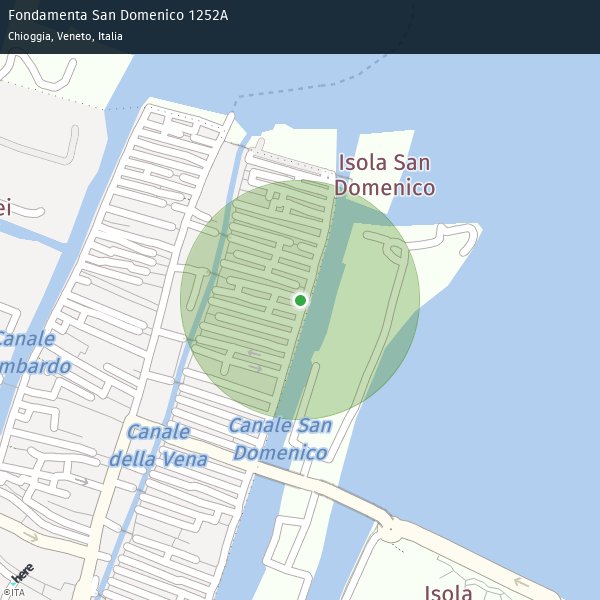 Fondamenta San Domenico 1252A
Chioggia, Veneto, Italia
Isola San
Domenico
ei
Canale
mbardo
Canale San
Domenico
Canale
della Vena
here
©ITA
Isola